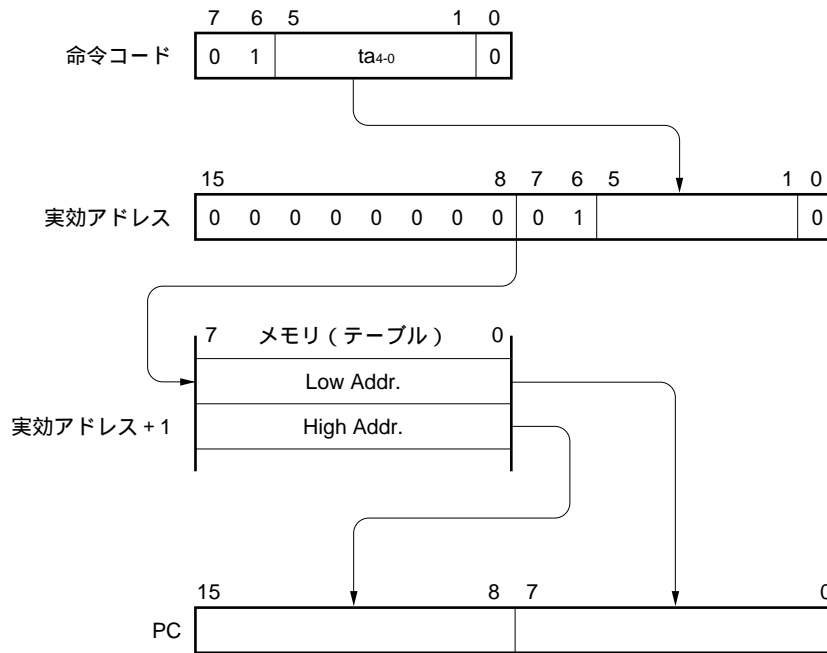 7 6 5 1 0
命令コード 0 1 ta4-0 0
15 8 7 6 5 1 0
実効アドレス 0 0 0 0 0 0 0 0 0 1 0
7 メモリ（テーブル） 0
Low Addr.
実効アドレス + 1 High Addr.
15 8 7 0
PC